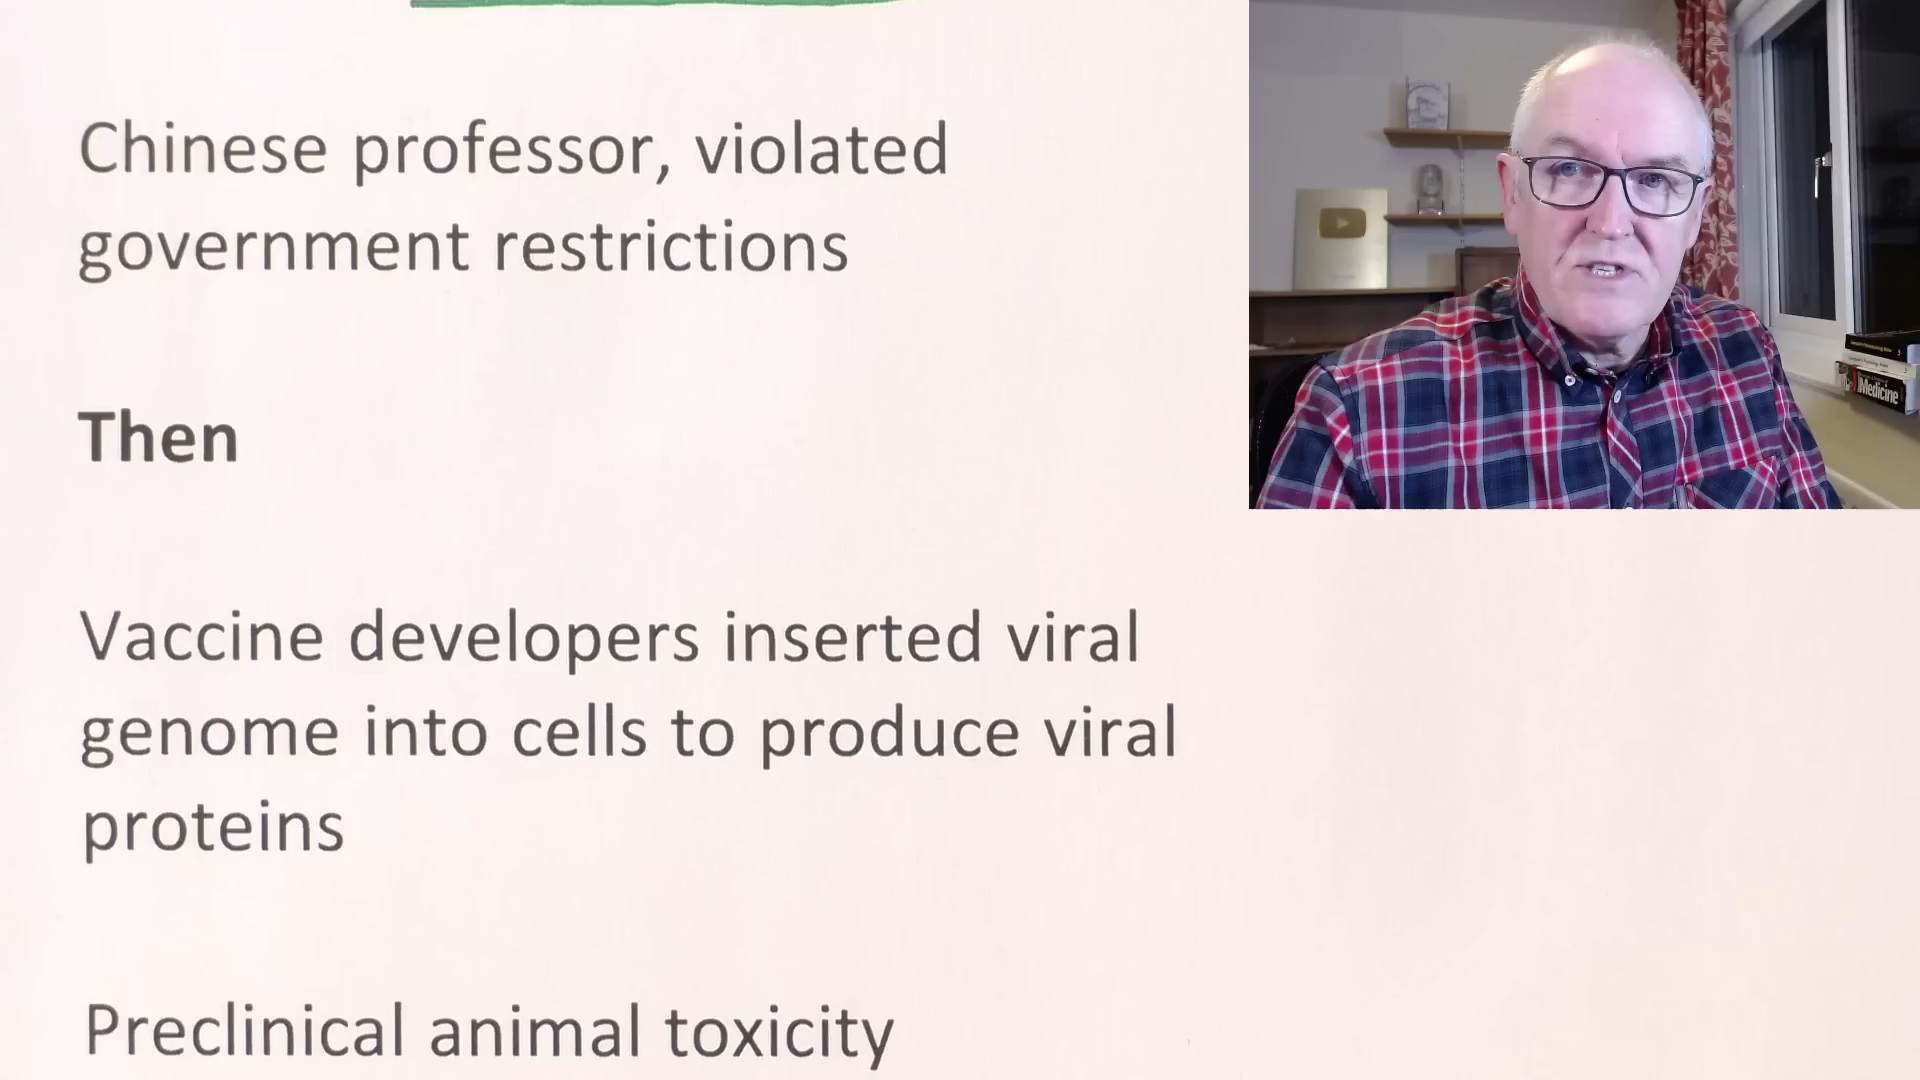 Chinese professor, violated
government restrictions
Then
Vaccine developers inserted viral
genome into cells to produce viral
proteins
Preclinical animal toxicity
Medicine